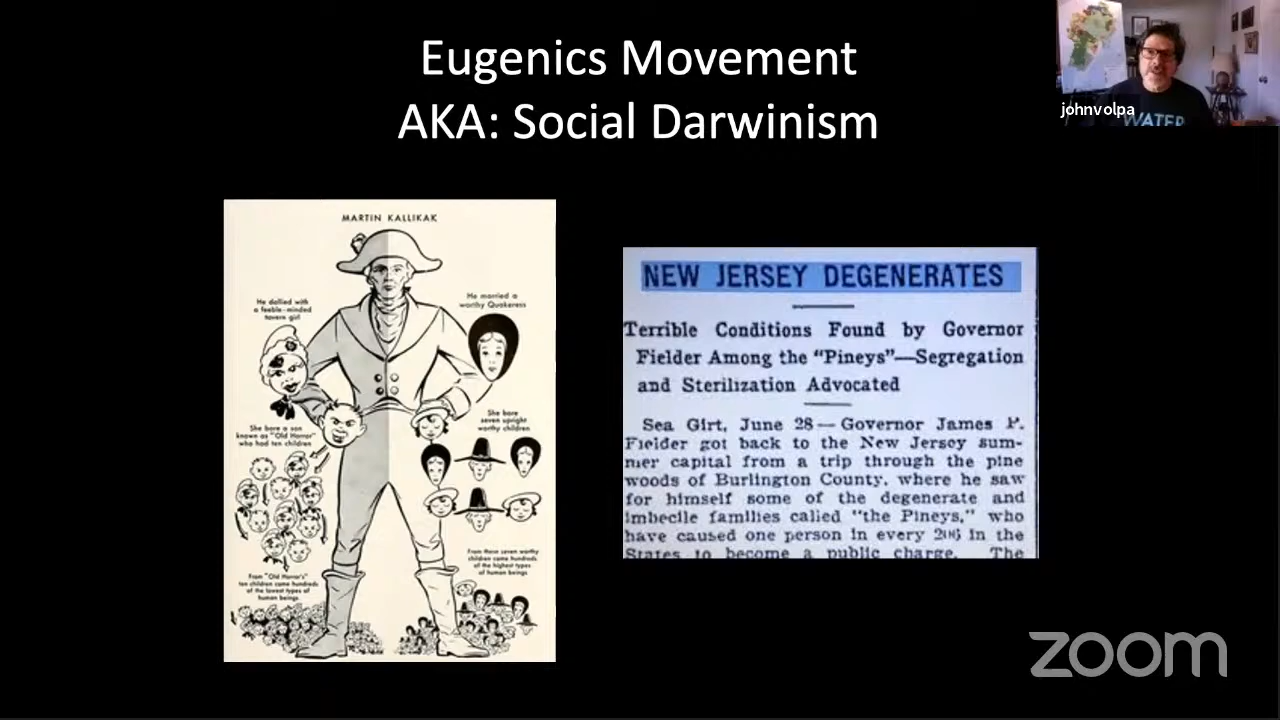 Eugenics Movement
AKA: Social Darwinism
johnvolpa
WATER
MARTIN KALLIKAK
He dallied with
a feeble-minded
tavern girl
He married a
worthy Quakeress
She bore a son
known as "Old Horror"
who had ten children
She bore
seven upright
worthy children
From "Old Horror's"
ten children came hundreds
of the lowest types of
human beings
From these seven worthy
children came hundreds
of the highest types
of human beings
NEW JERSEY DEGENERATES
Terrible Conditions Found by Governor
Fielder Among the "Pineys"—Segregation
and Sterilization Advocated
Sea Girt, June 28—Governor James F.
Fielder got back to the New Jersey sum-
mer capital from a trip through the pine
woods of Burlington County, where he saw
for himself some of the degenerate and
imbecile families called "the Pineys," who
have caused one person in every 206 in the
States to become a public charge. The
zoom